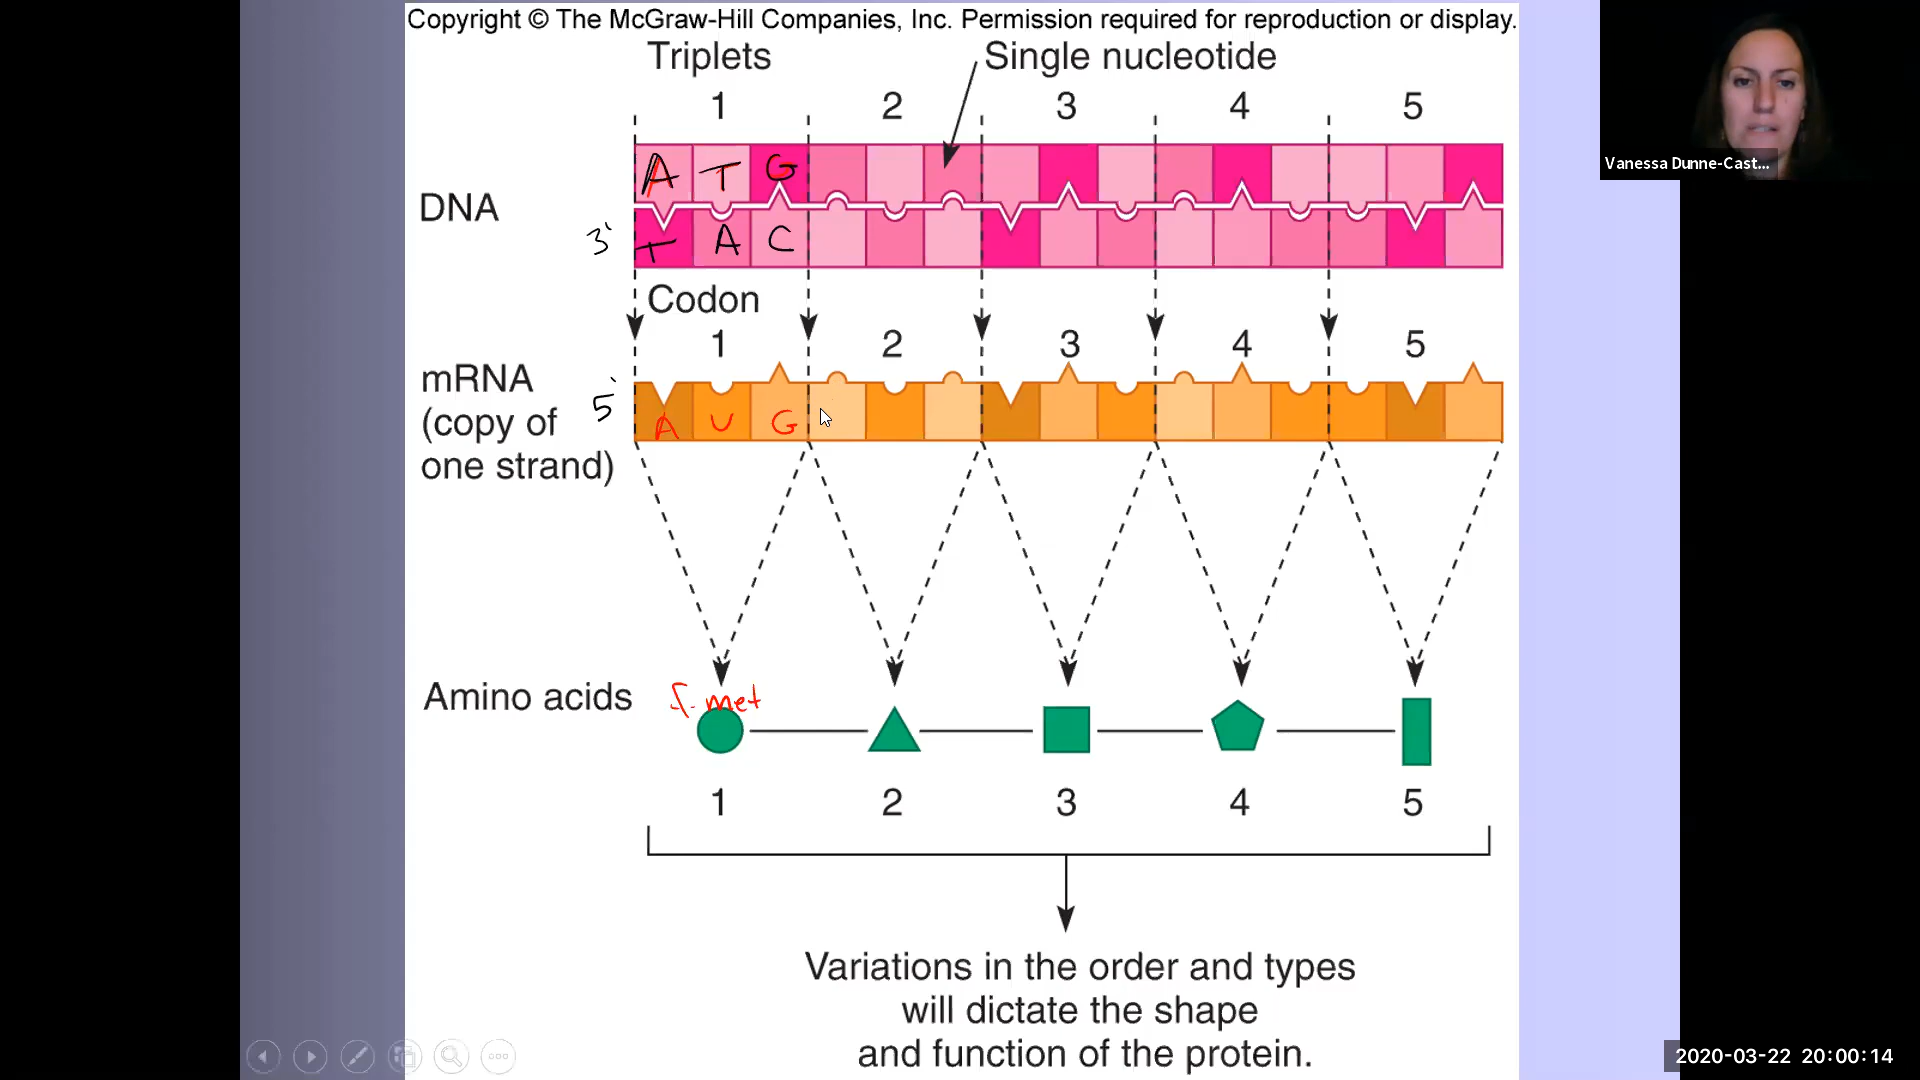 Copyright © The McGraw-Hill Companies, Inc. Permission required for reproduction or display.
Triplets
Single nucleotide
1 2 3 4 5
A T G
DNA
3' T A C
Codon
1 2 3 4 5
mRNA
(copy of
one strand)
5' A U G
Amino acids
f-met
1 2 3 4 5
Variations in the order and types
will dictate the shape
and function of the protein.
Vanessa Dunne-Cast...
2020-03-22 20:00:14